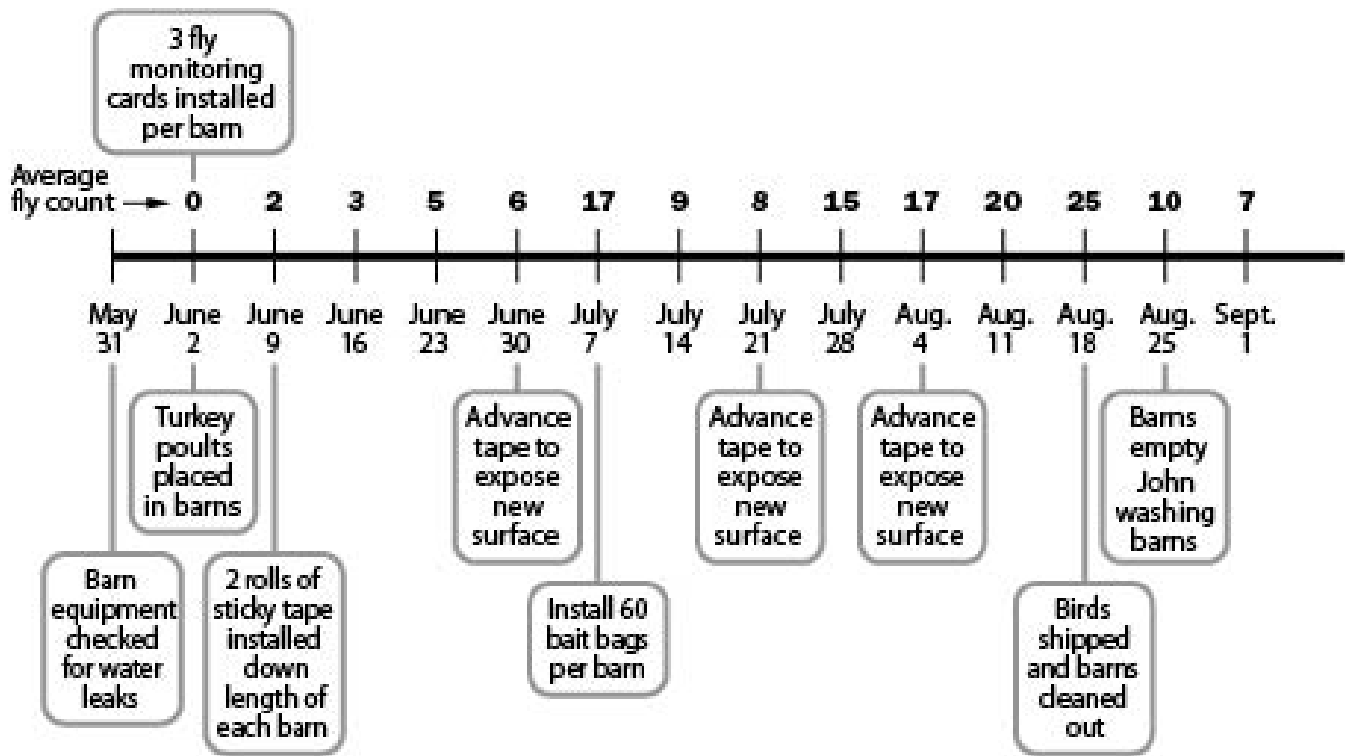 3 fly
monitoring
cards installed
per barn
Average
fly count → 0 2 3 5 6 17 9 8 15 17 20 25 10 7
May June June June June June July July July July Aug. Aug. Aug. Aug. Sept.
31 2 9 16 23 30 7 14 21 28 4 11 18 25 1
Turkey
poults
placed
in barns
Advance
tape to
expose
new
surface
Advance
tape to
expose
new
surface
Advance
tape to
expose
new
surface
Barns
empty
John
washing
barns
Barn
equipment
checked
for water
leaks
2 rolls of
sticky tape
installed
down
length of
each barn
Install 60
bait bags
per barn
Birds
shipped
and barns
cleaned
out